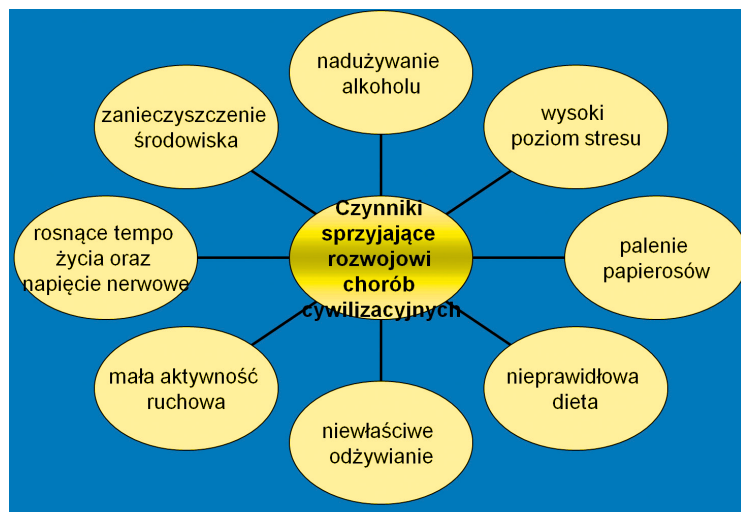 nadużywanie
alkoholu
wysoki
poziom stresu
palenie
papierosów
nieprawidłowa
dieta
niewłaściwe
odżywianie
mała aktywność
ruchowa
rosnące tempo
życia oraz
napięcie nerwowe
zanieczyszczenie
środowiska
Czynniki
sprzyjające
rozwojowi
chorób
cywilizacyjnych